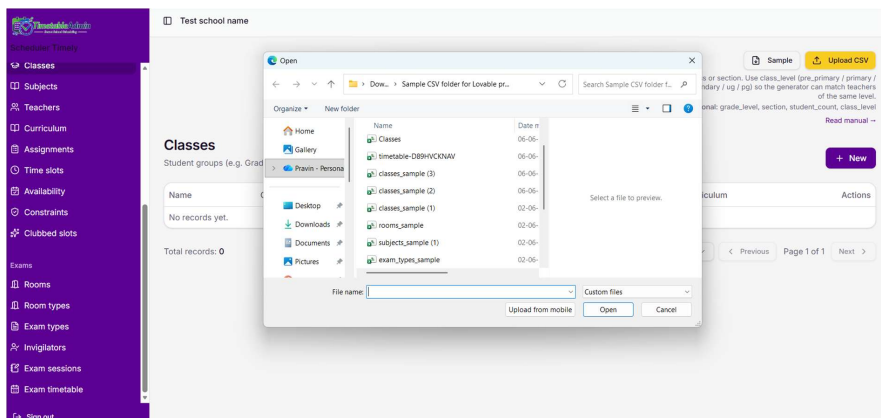 Timetable Admin
Scheduler Timely
Classes
Subjects
Teachers
Curriculum
Assignments
Time slots
Availability
Constraints
Clubbed slots
Exams
Rooms
Room types
Exam types
Invigilators
Exam sessions
Exam timetable
Sign out
Test school name
Sample
Upload CSV
s or section. Use class_level (pre_primary / primary /
ndary / ug / pg) so the generator can match teachers
of the same level.
onal: grade_level, section, student_count, class_level
Read manual →
Classes
Student groups (e.g. Grad
+ New
Name
iculum
Actions
No records yet.
Total records: 0
< Previous
Page 1 of 1
Next >
Open
Dow... > Sample CSV folder for Lovable pr...
Search Sample CSV folder f...
Organize
New folder
Home
Gallery
Pravin - Persona
Desktop
Downloads
Documents
Pictures
Name
Date m
Classes
06-06-
timetable-D89HVCKNAV
06-06-
classes_sample (3)
06-06-
classes_sample (2)
06-06-
classes_sample (1)
02-06-
rooms_sample
02-06-
subjects_sample (1)
02-06-
exam_types_sample
02-06-
Select a file to preview.
File name:
Custom files
Upload from mobile
Open
Cancel